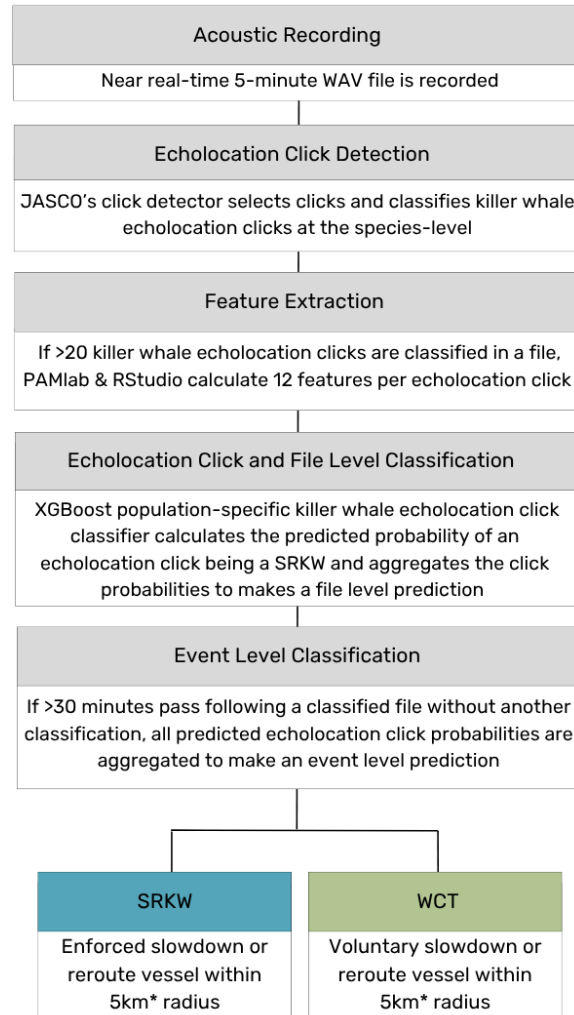 Acoustic Recording
Near real-time 5-minute WAV file is recorded
Echolocation Click Detection
JASCO's click detector selects clicks and classifies killer whale
echolocation clicks at the species-level
Feature Extraction
If >20 killer whale echolocation clicks are classified in a file,
PAMlab & RStudio calculate 12 features per echolocation click
Echolocation Click and File Level Classification
XGBoost population-specific killer whale echolocation click
classifier calculates the predicted probability of an
echolocation click being a SRKW and aggregates the click
probabilities to makes a file level prediction
Event Level Classification
If >30 minutes pass following a classified file without another
classification, all predicted echolocation click probabilities are
aggregated to make an event level prediction
SRKW
Enforced slowdown or
reroute vessel within
5km* radius
WCT
Voluntary slowdown or
reroute vessel within
5km* radius